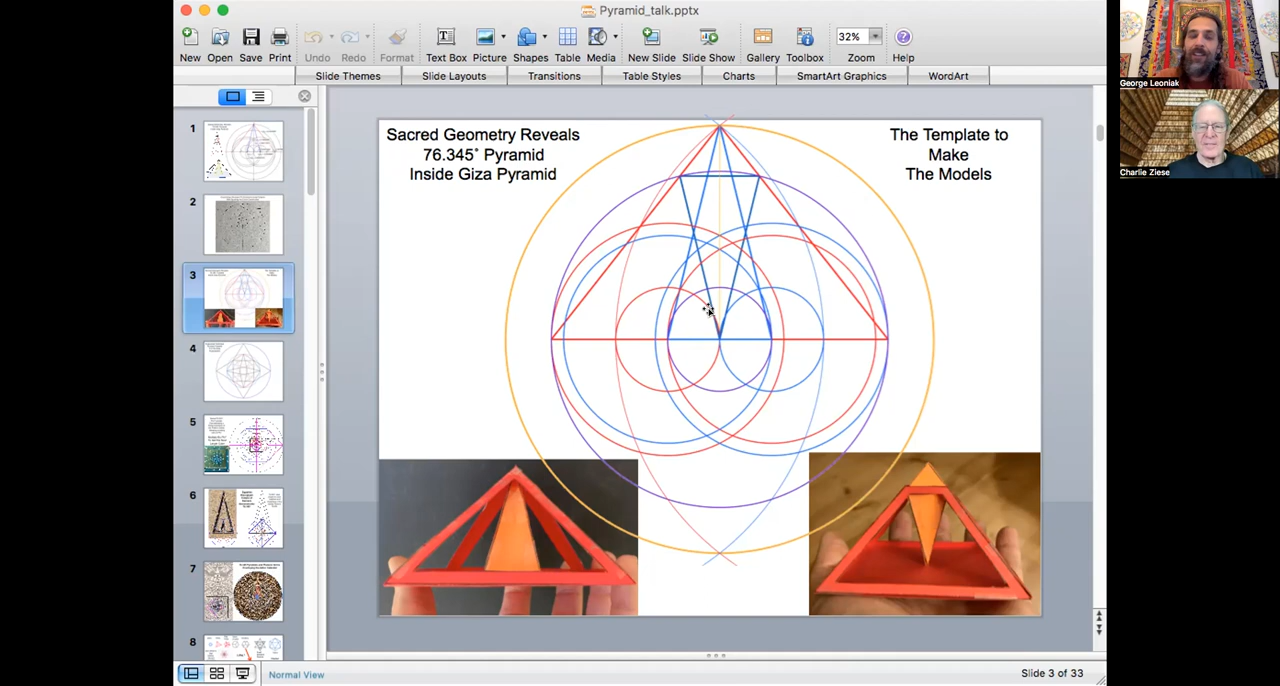 Pyramid_talk.pptx
New Open Save Print Undo Redo Format Text Box Picture Shapes Table Media New Slide Slide Show Gallery Toolbox 32% Zoom Help
Slide Themes Slide Layouts Transitions Table Styles Charts SmartArt Graphics WordArt
1
2
3
4
5
6
7
8
Sacred Geometry Reveals
76.345˚ Pyramid
Inside Giza Pyramid
The Template to
Make
The Models
Normal View
Slide 3 of 33
George Leoniak
Charlie Ziese